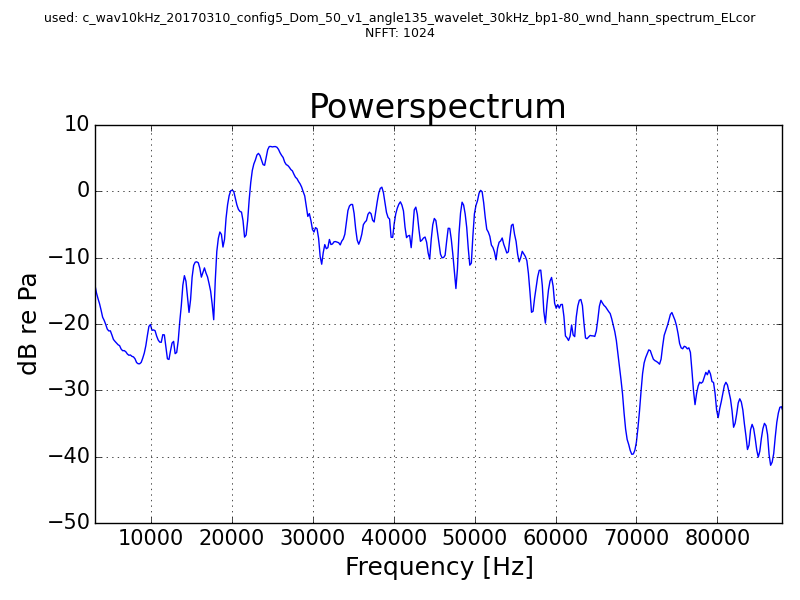 used: c_wav10kHz_20170310_config5_Dom_50_v1_angle135_wavelet_30kHz_bp1-80_wnd_hann_spectrum_ELcor
NFFT: 1024
Powerspectrum
10
0
−10
−20
−30
−40
−50
dB re Pa
10000 20000 30000 40000 50000 60000 70000 80000
Frequency [Hz]